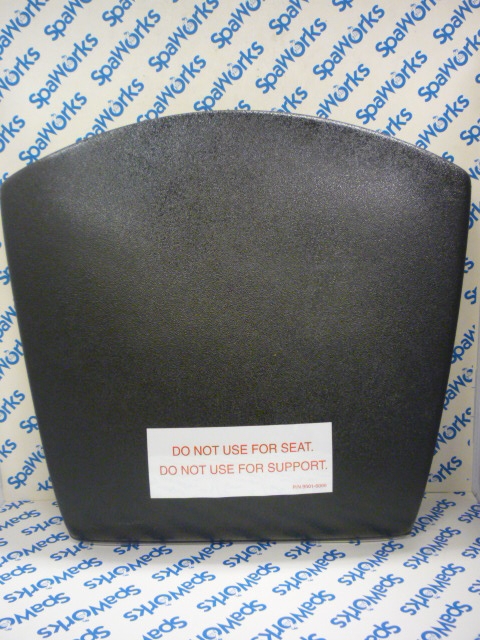 SpaWorks
DO NOT USE FOR SEAT.
DO NOT USE FOR SUPPORT.